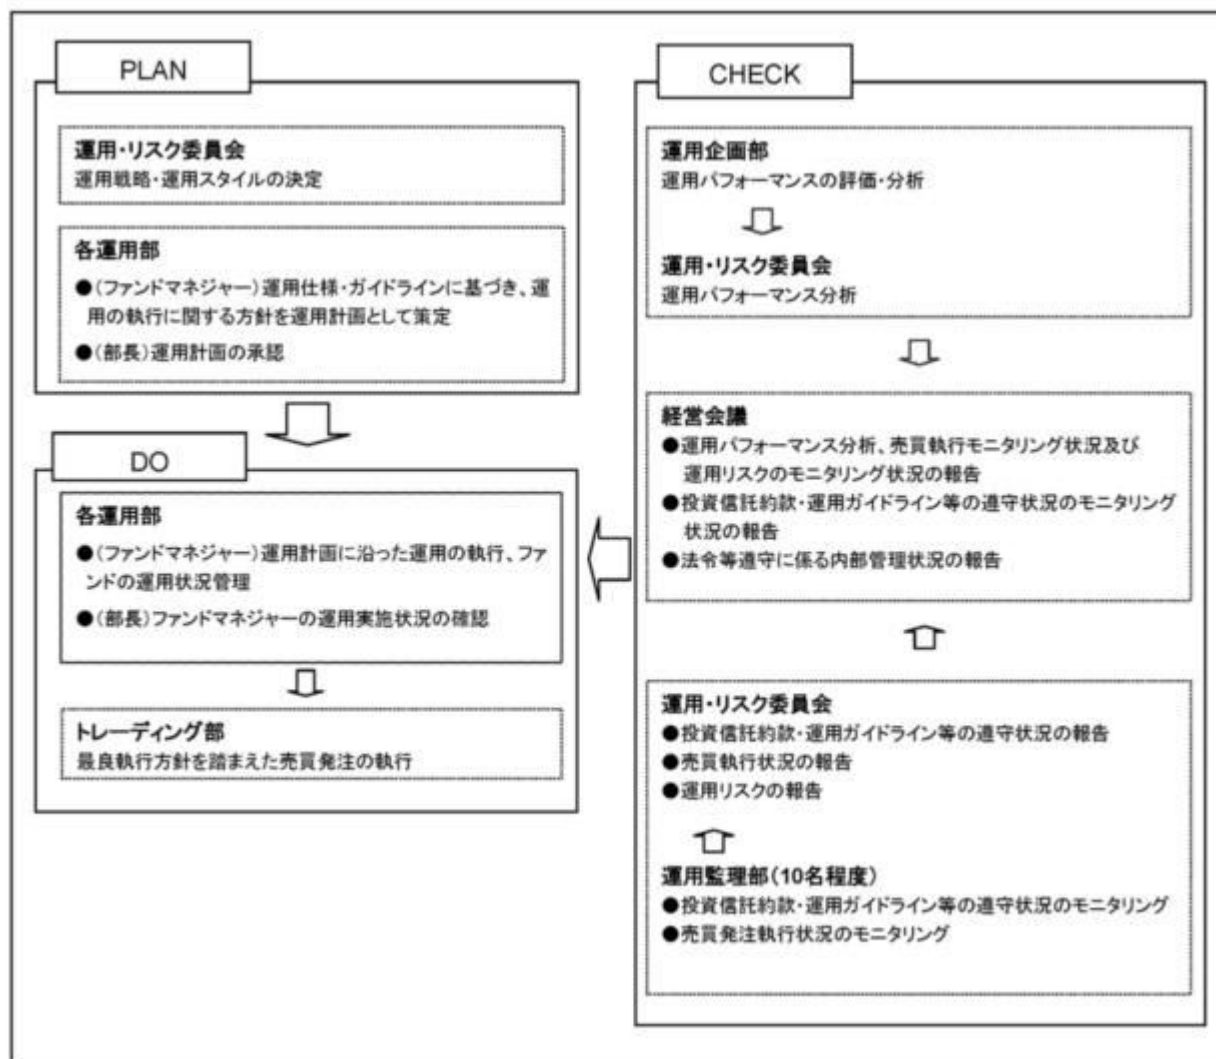 PLAN
運用・リスク委員会
運用戦略・運用スタイルの決定
各運用部
●(ファンドマネジャー)運用仕様・ガイドラインに基づき、運
用の執行に関する方針を運用計画として策定
●(部長)運用計画の承認
DO
各運用部
●(ファンドマネジャー)運用計画に沿った運用の執行、ファ
ンドの運用状況管理
●(部長)ファンドマネジャーの運用実施状況の確認
トレーディング部
最良執行方針を踏まえた売買発注の執行
CHECK
運用企画部
運用パフォーマンスの評価・分析
運用・リスク委員会
運用パフォーマンス分析
経営会議
●運用パフォーマンス分析、売買執行モニタリング状況及び
運用リスクのモニタリング状況の報告
●投資信託約款・運用ガイドライン等の遵守状況のモニタリング
状況の報告
●法令等遵守に係る内部管理状況の報告
運用・リスク委員会
●投資信託約款・運用ガイドライン等の遵守状況の報告
●売買執行状況の報告
●運用リスクの報告
運用監理部(10名程度)
●投資信託約款・運用ガイドライン等の遵守状況のモニタリング
●売買発注執行状況のモニタリング